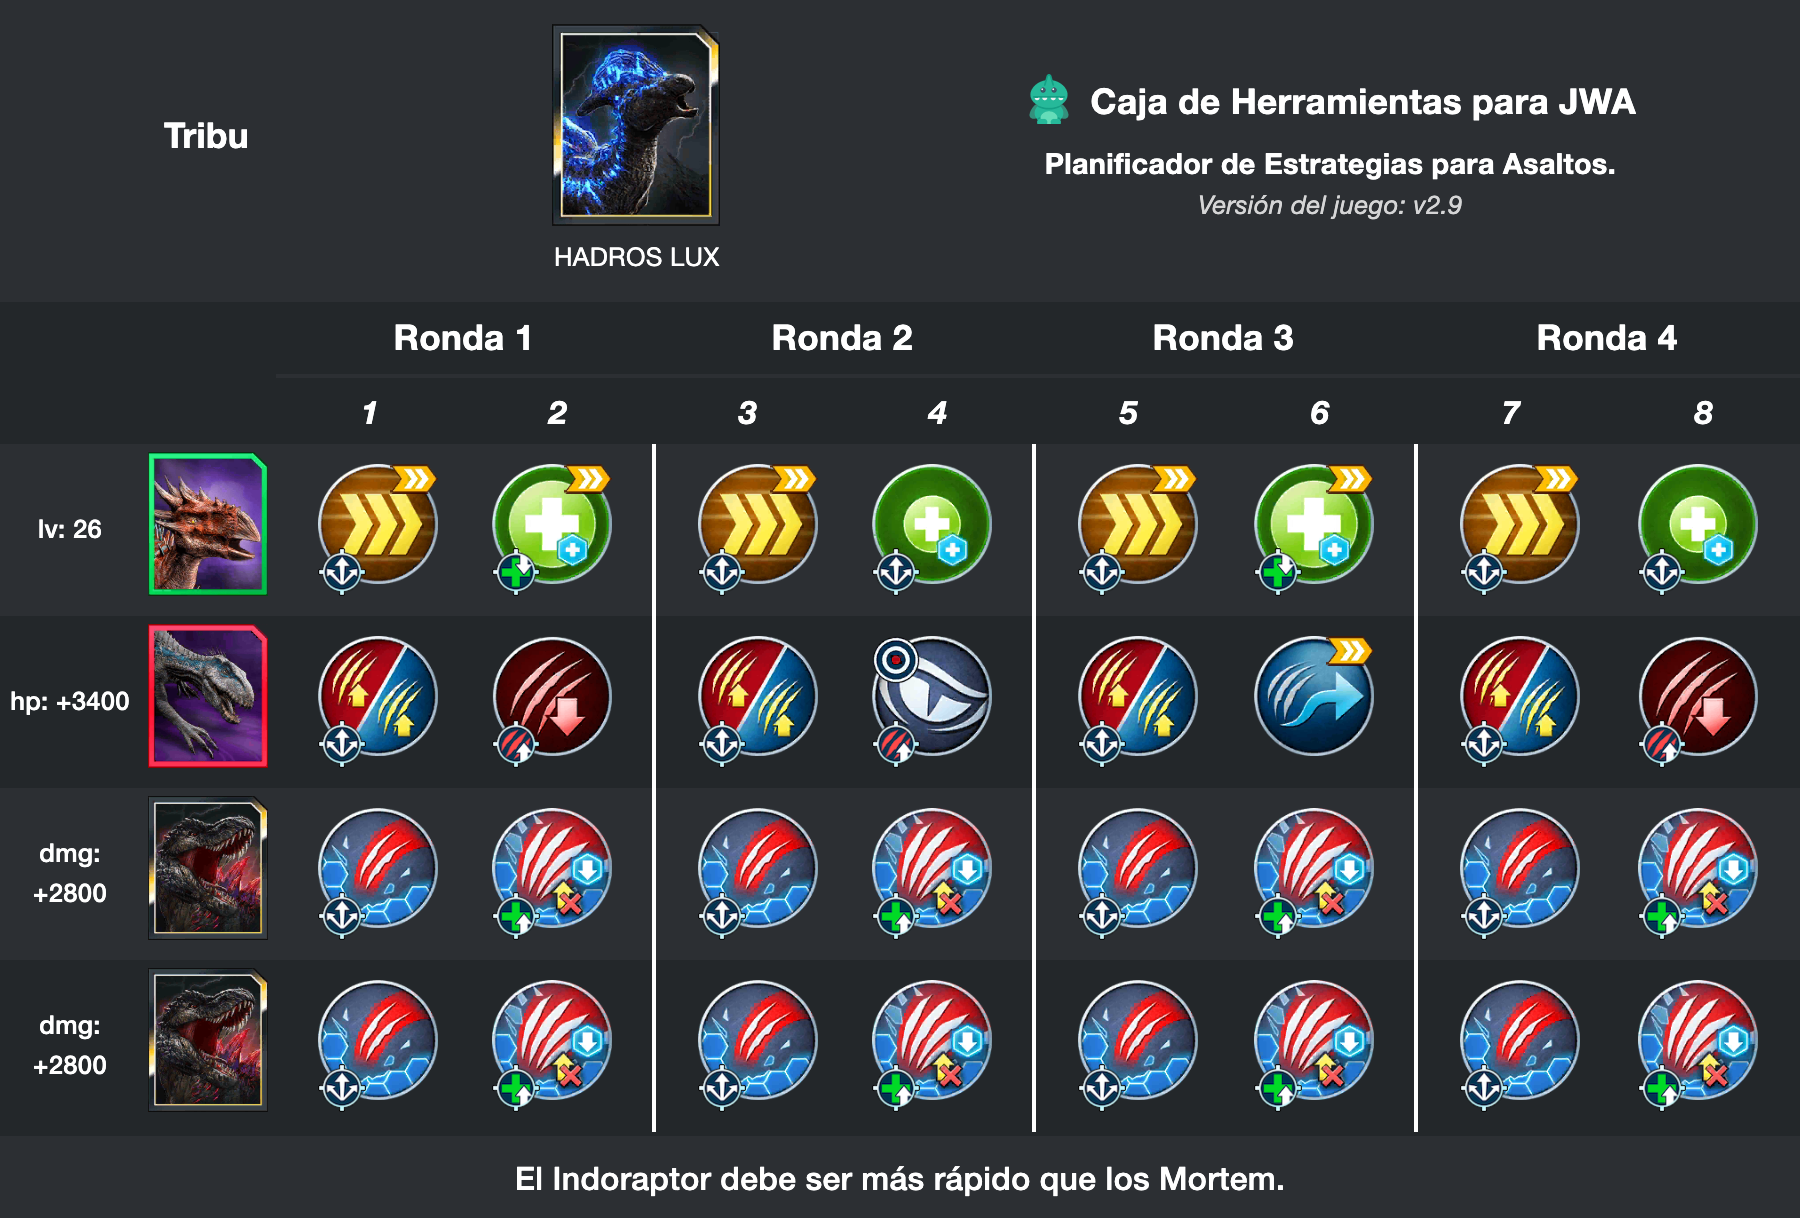 Tribu
HADROS LUX
Caja de Herramientas para JWA
Planificador de Estrategias para Asaltos.
Versión del juego: v2.9
Ronda 1 Ronda 2 Ronda 3 Ronda 4
1 2 3 4 5 6 7 8
lv: 26
hp: +3400
dmg:
+2800
dmg:
+2800
El Indoraptor debe ser más rápido que los Mortem.